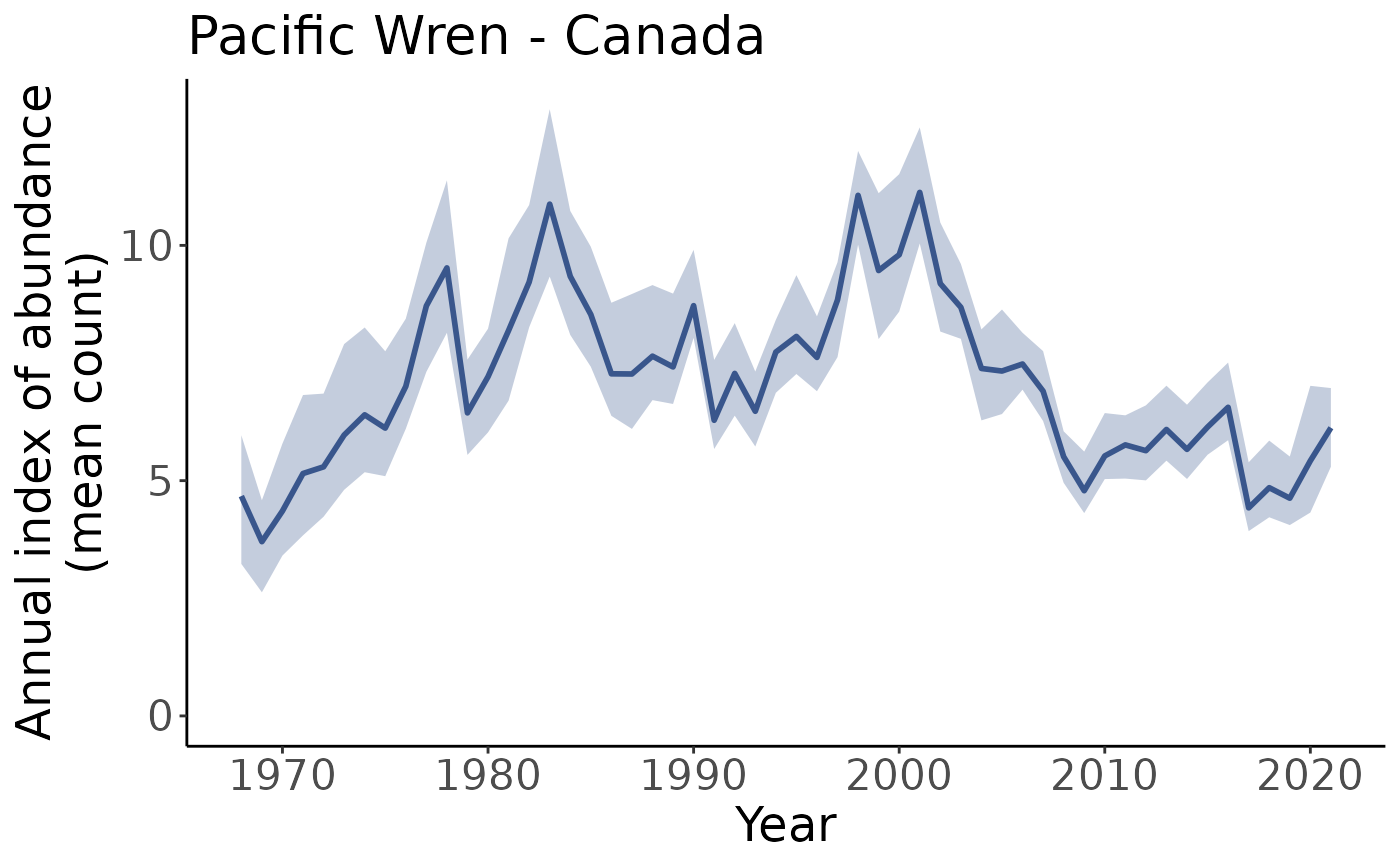 Pacific Wren - Canada
Annual index of abundance
(mean count)
10
5
0
1970 1980 1990 2000 2010 2020
Year